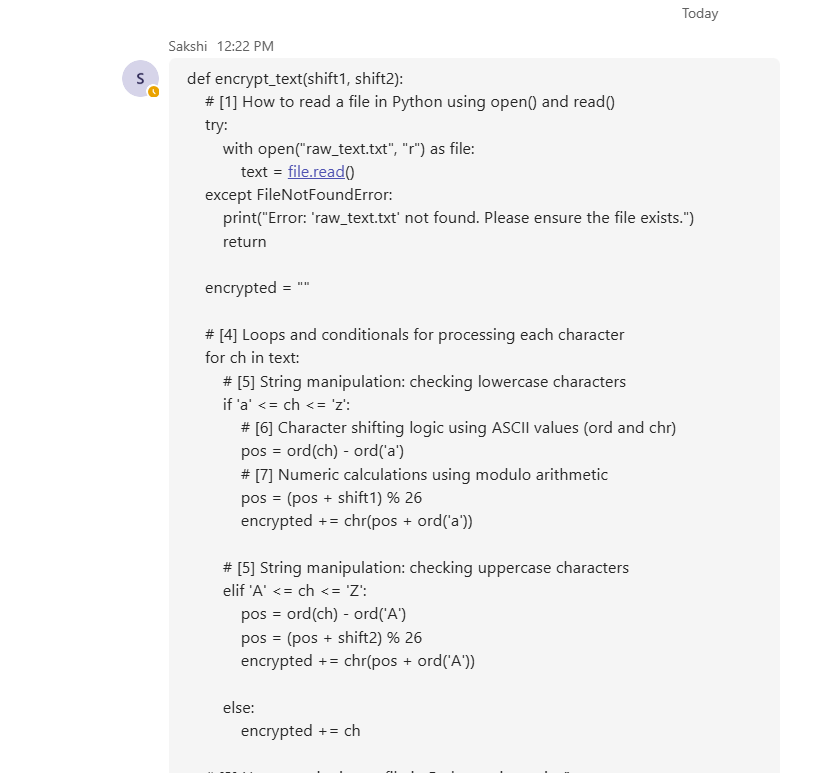 Today
Sakshi 12:22 PM
S
def encrypt_text(shift1, shift2):
# [1] How to read a file in Python using open() and read()
try:
with open("raw_text.txt", "r") as file:
text = file.read()
except FileNotFoundError:
print("Error: 'raw_text.txt' not found. Please ensure the file exists.")
return
encrypted = ""
# [4] Loops and conditionals for processing each character
for ch in text:
# [5] String manipulation: checking lowercase characters
if 'a' <= ch <= 'z':
# [6] Character shifting logic using ASCII values (ord and chr)
pos = ord(ch) - ord('a')
# [7] Numeric calculations using modulo arithmetic
pos = (pos + shift1) % 26
encrypted += chr(pos + ord('a'))
# [5] String manipulation: checking uppercase characters
elif 'A' <= ch <= 'Z':
pos = ord(ch) - ord('A')
pos = (pos + shift2) % 26
encrypted += chr(pos + ord('A'))
else:
encrypted += ch